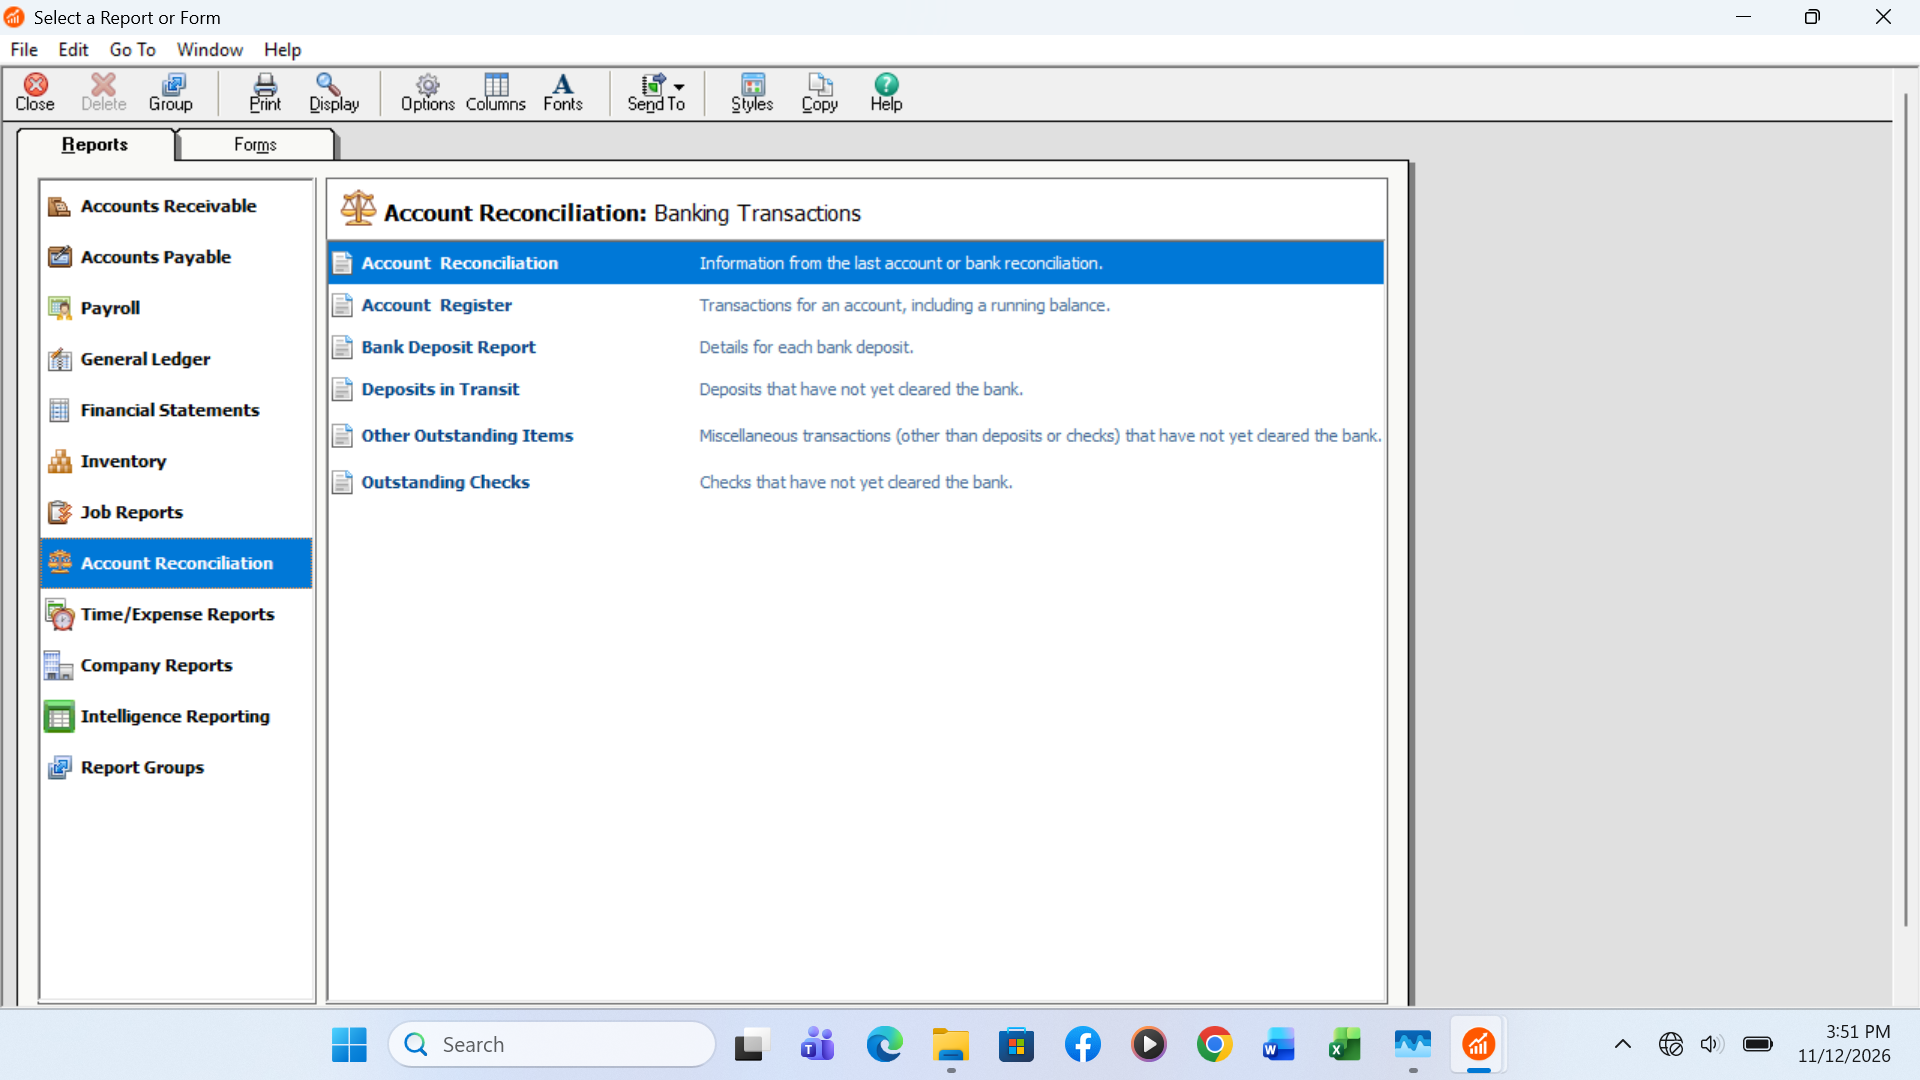 Select a Report or Form
File Edit Go To Window Help
Close Delete Group Print Display Options Columns Fonts Send To Styles Copy Help
Reports Forms
Accounts Receivable
Accounts Payable
Payroll
General Ledger
Financial Statements
Inventory
Job Reports
Account Reconciliation
Time/Expense Reports
Company Reports
Intelligence Reporting
Report Groups
Account Reconciliation: Banking Transactions
Account Reconciliation Information from the last account or bank reconciliation.
Account Register Transactions for an account, including a running balance.
Bank Deposit Report Details for each bank deposit.
Deposits in Transit Deposits that have not yet cleared the bank.
Other Outstanding Items Miscellaneous transactions (other than deposits or checks) that have not yet cleared the bank.
Outstanding Checks Checks that have not yet cleared the bank.
Search
3:51 PM
11/12/2026